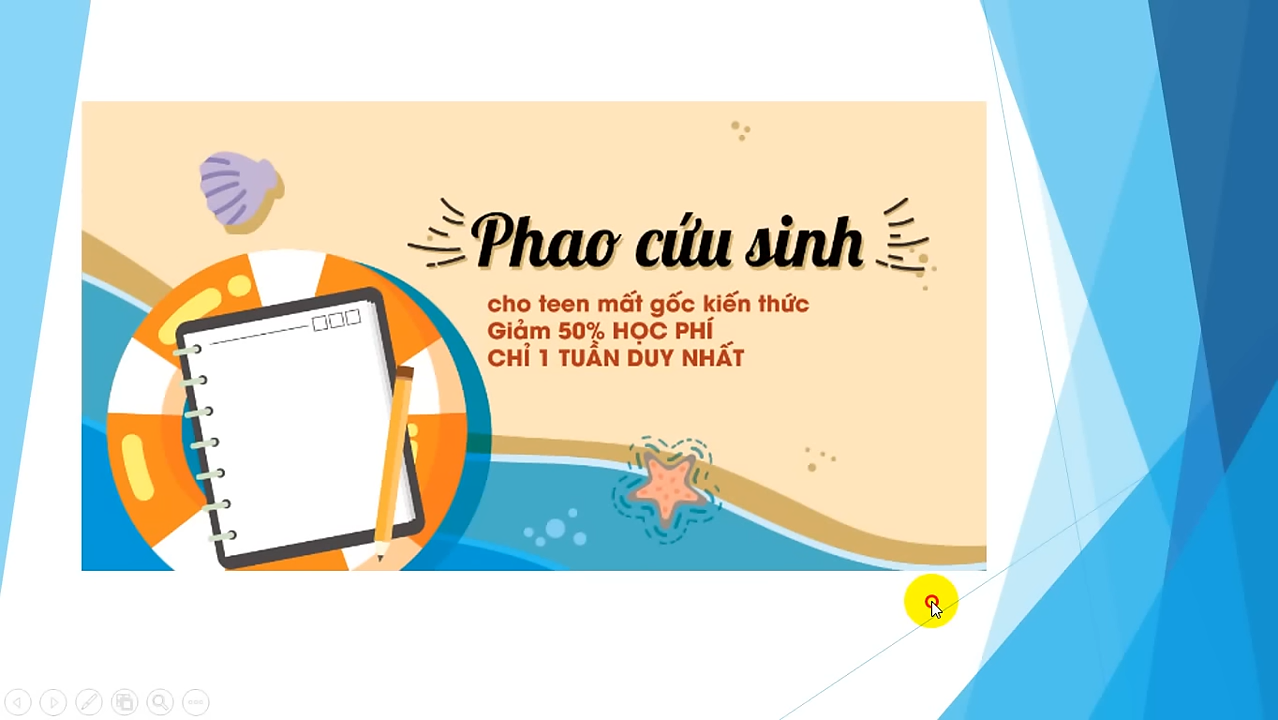 Phao cứu sinh
cho teen mất gốc kiến thức
Giảm 50% HỌC PHÍ
CHỈ 1 TUẦN DUY NHẤT